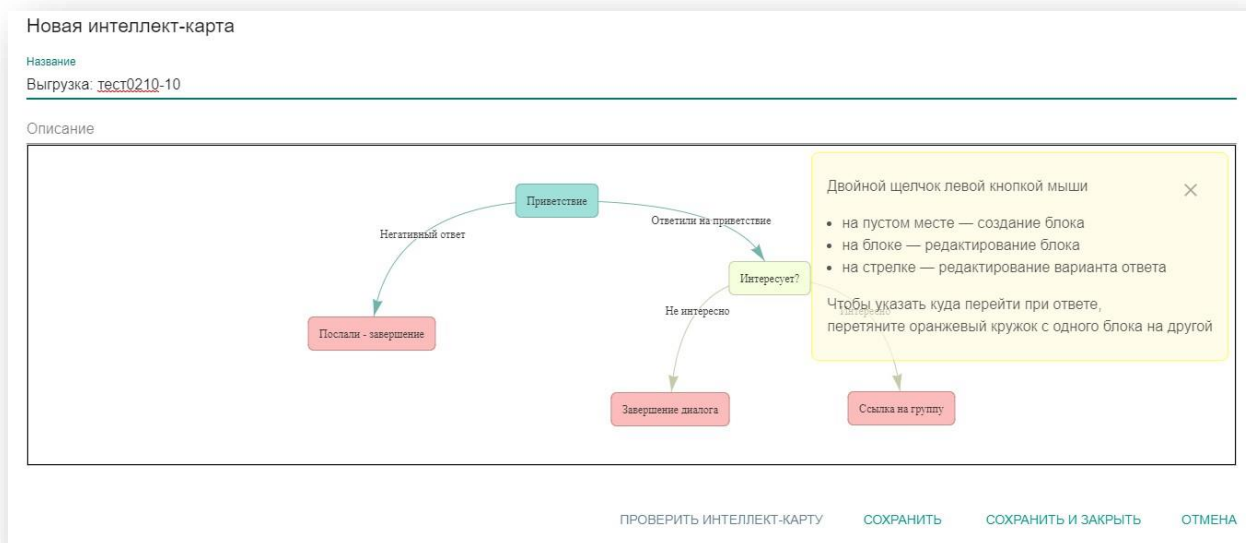 Новая интеллект-карта
Название
Выгрузка: тест0210-10
Описание
Двойной щелчок левой кнопкой мыши
• на пустом месте — создание блока
• на блоке — редактирование блока
• на стрелке — редактирование варианта ответа
Чтобы указать куда перейти при ответе,
перетяните оранжевый кружок с одного блока на другой
Приветствие
Негативный ответ
Ответили на приветствие
Интересует?
Не интересно
Интересно
Послали - завершение
Завершение диалога
Ссылка на группу
ПРОВЕРИТЬ ИНТЕЛЛЕКТ-КАРТУ
СОХРАНИТЬ
СОХРАНИТЬ И ЗАКРЫТЬ
ОТМЕНА